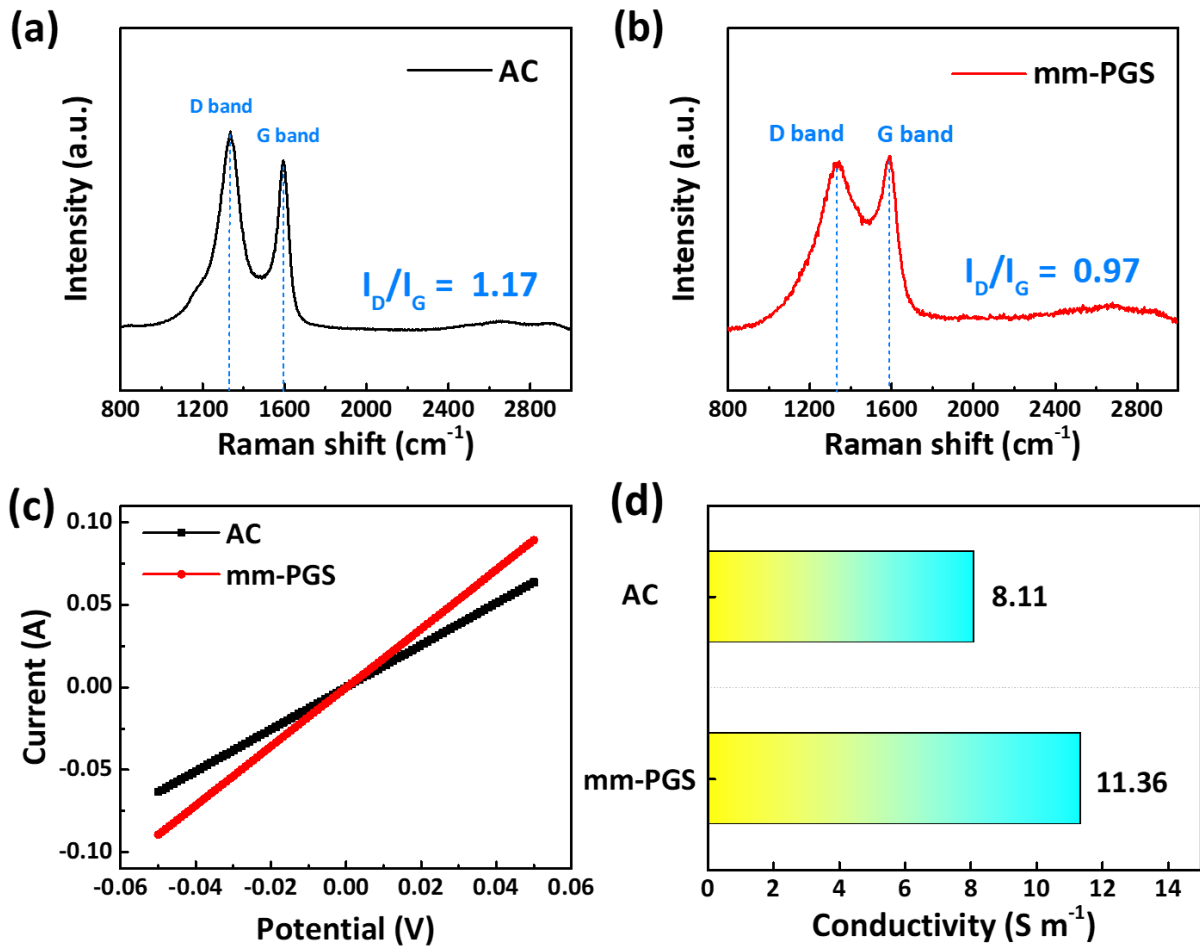 (a)
AC
D band
G band
I_D/I_G = 1.17
Intensity (a.u.)
800 1200 1600 2000 2400 2800
Raman shift (cm⁻¹)
(b)
mm-PGS
D band
G band
I_D/I_G = 0.97
Intensity (a.u.)
800 1200 1600 2000 2400 2800
Raman shift (cm⁻¹)
(c)
AC
mm-PGS
0.10
0.05
0.00
-0.05
-0.10
Current (A)
-0.06 -0.04 -0.02 0.00 0.02 0.04 0.06
Potential (V)
(d)
AC
8.11
mm-PGS
11.36
0 2 4 6 8 10 12 14
Conductivity (S m⁻¹)